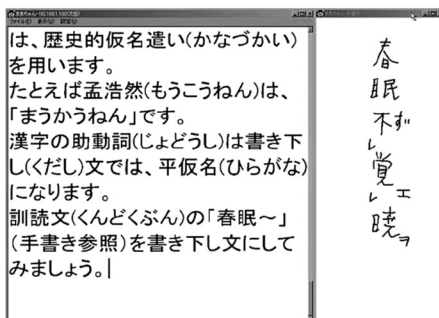 は、歴史的仮名遣い(かなづかい)
を用います。
たとえば孟浩然(もうこうねん)は、
「まうかうねん」です。
漢字の助動詞(じょどうし)は書き下
し(くだし)文では、平仮名(ひらがな)
になります。
訓読文(くんどくぶん)の「春眠～」
(手書き参照)を書き下し文にして
みましょう。
春眠不ず レ覚エ レ暁ヲ